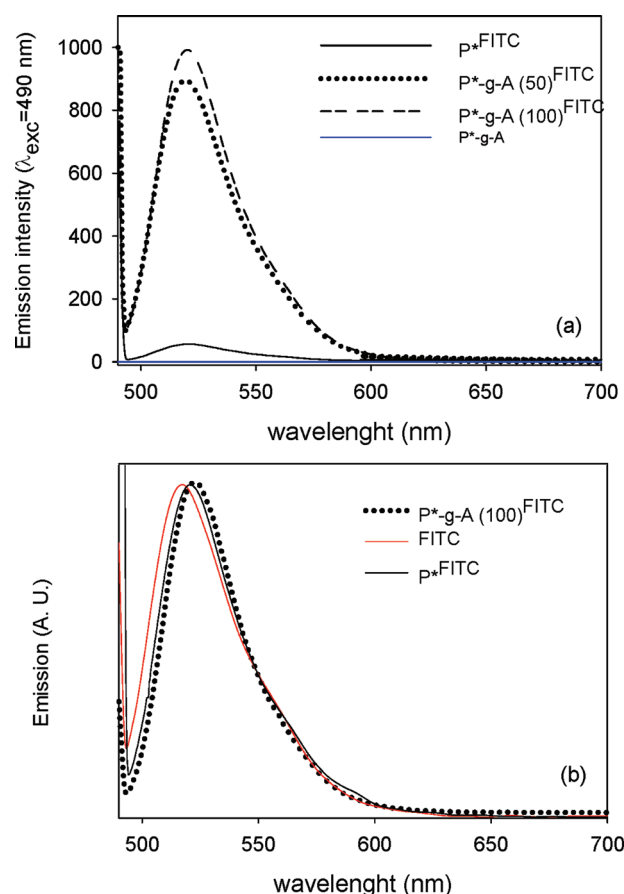 Emission intensity (λexc=490 nm)
1000
800
600
400
200
0
P*FITC
P*-g-A (50)FITC
P*-g-A (100)FITC
P*-g-A
(a)
500 550 600 650 700
wavelenght (nm)
Emission (A. U.)
P*-g-A (100)FITC
FITC
P*FITC
(b)
500 550 600 650 700
wavelenght (nm)